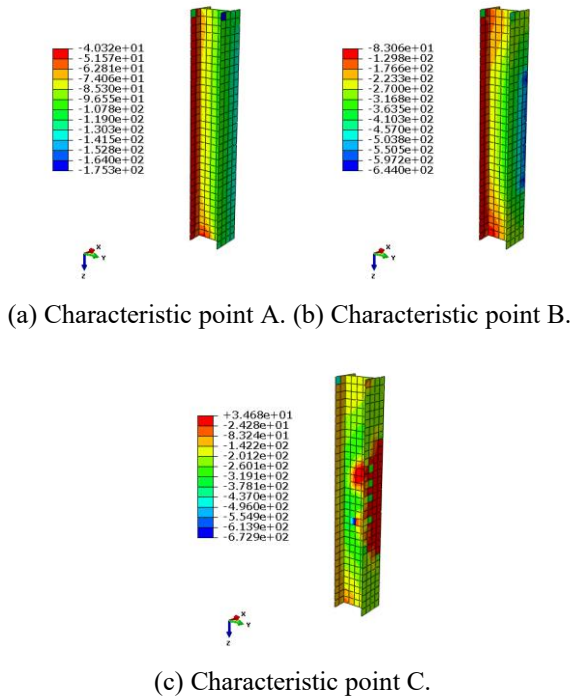 -4.032e+01
-5.157e+01
-6.281e+01
-7.406e+01
-8.530e+01
-9.655e+01
-1.078e+02
-1.190e+02
-1.303e+02
-1.415e+02
-1.528e+02
-1.640e+02
-1.753e+02
X
Y
Z
-8.306e+01
-1.298e+02
-1.766e+02
-2.233e+02
-2.700e+02
-3.168e+02
-3.635e+02
-4.103e+02
-4.570e+02
-5.038e+02
-5.505e+02
-5.972e+02
-6.440e+02
X
Y
Z
(a) Characteristic point A. (b) Characteristic point B.
+3.468e+01
-2.428e+01
-8.324e+01
-1.422e+02
-2.012e+02
-2.601e+02
-3.191e+02
-3.781e+02
-4.370e+02
-4.960e+02
-5.549e+02
-6.139e+02
-6.729e+02
X
Y
Z
(c) Characteristic point C.